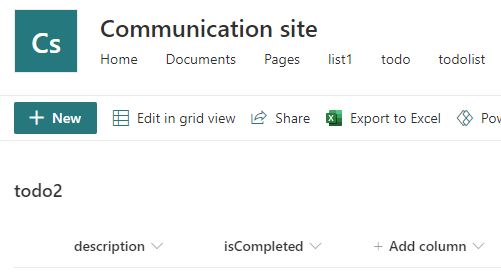 Cs
Communication site
Home Documents Pages list1 todo todolist
+ New Edit in grid view Share Export to Excel
todo2
description isCompleted + Add column